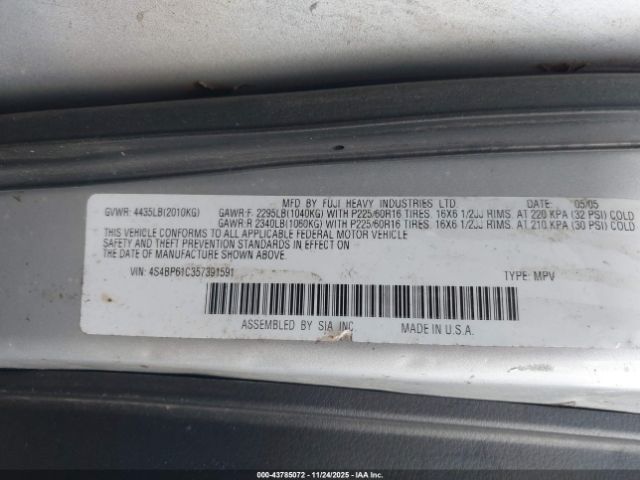 MFD BY FUJI HEAVY INDUSTRIES LTD. DATE: 05/05
GVWR: 4435LB(2010KG) GAWR:F. 2295LB(1040KG) WITH P225/60R16 TIRES. 16X6 1/2JJ RIMS. AT 220 KPA (32 PSI) COLD
GAWR:R 2340LB(1060KG) WITH P225/60R16 TIRES. 16X6 1/2JJ RIMS. AT 210 KPA (30 PSI) COLD
THIS VEHICLE CONFORMS TO ALL APPLICABLE FEDERAL MOTOR VEHICLE
SAFETY AND THEFT PREVENTION STANDARDS IN EFFECT ON
THE DATE OF MANUFACTURE SHOWN ABOVE.
VIN: 4S4BP61C357391591 TYPE: MPV
ASSEMBLED BY SIA INC MADE IN U.S.A.
000-43785072 - 11/24/2025 - Copyright © IAA, LLC